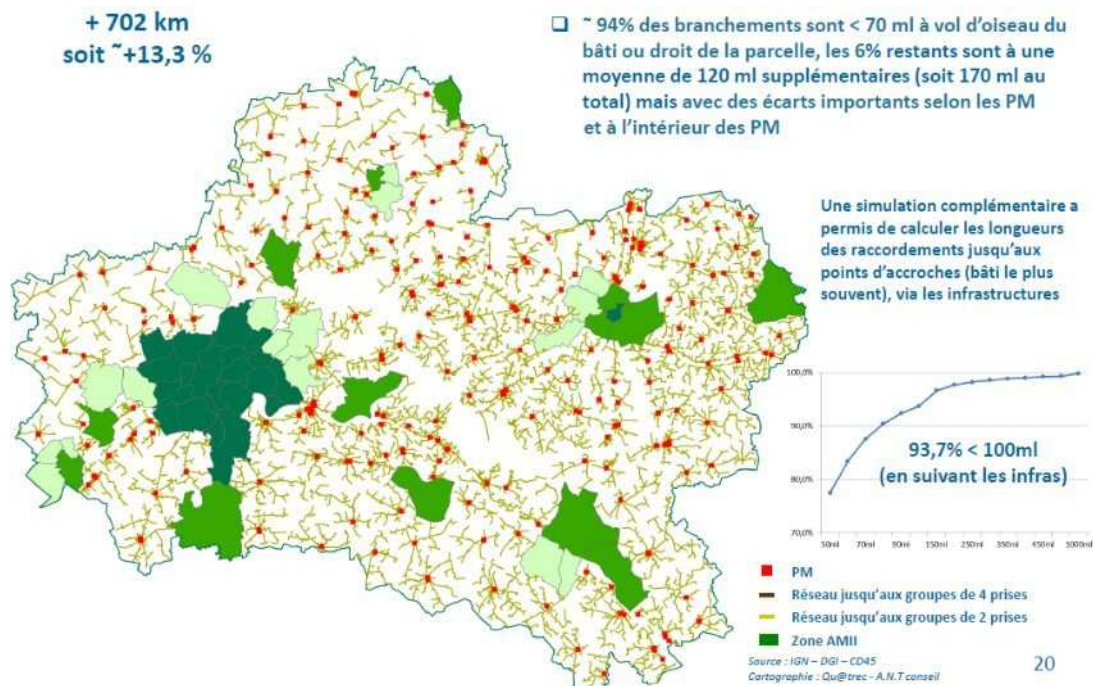 + 702 km
soit ~+13,3 %
~ 94% des branchements sont < 70 ml à vol d'oiseau du
bâti ou droit de la parcelle, les 6% restants sont à une
moyenne de 120 ml supplémentaires (soit 170 ml au
total) mais avec des écarts importants selon les PM
et à l'intérieur des PM
Une simulation complémentaire a
permis de calculer les longueurs
des raccordements jusqu'aux
points d'accroches (bâti le plus
souvent), via les infrastructures
100,0%
90,0%
80,0%
70,0%
93,7% < 100ml
(en suivant les infras)
50ml 70ml 90ml 150ml 250ml 350ml 450ml 1000ml
PM
Réseau jusqu'aux groupes de 4 prises
Réseau jusqu'aux groupes de 2 prises
Zone AMII
Source : IGN – DGI – CD45
Cartographie : Qu@trec - A.N.T conseil
20